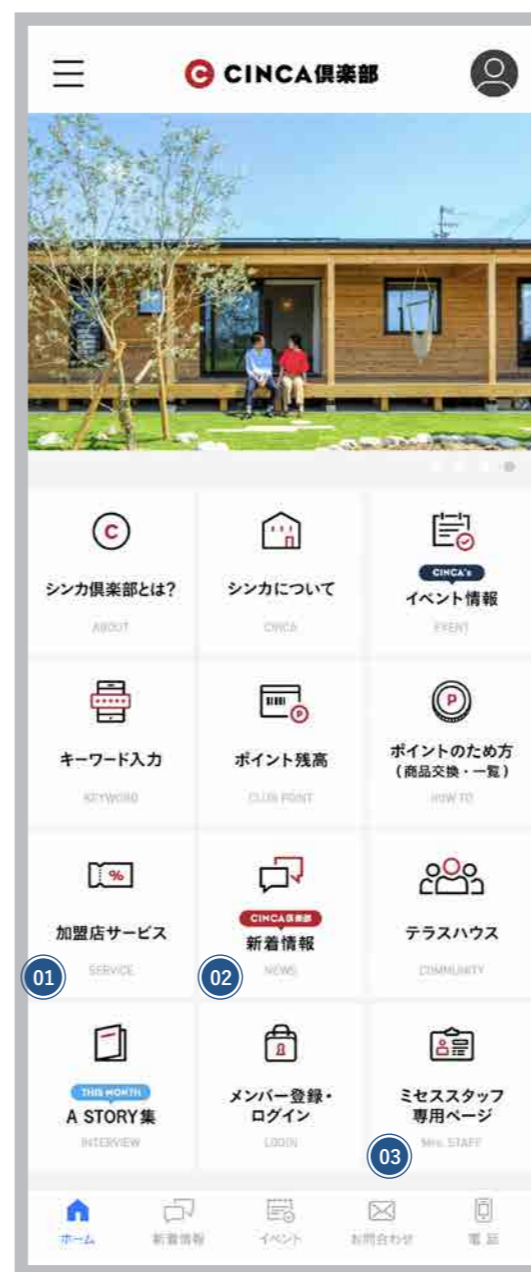 CINCA倶楽部
シンカ倶楽部とは?
ABOUT
シンカについて
CINCA
CINCA's
イベント情報
EVENT
キーワード入力
KEYWORD
ポイント残高
CLUB POINT
ポイントのため方
(商品交換・一覧)
HOW TO
加盟店サービス
SERVICE
01
CINCA倶楽部
新着情報
NEWS
02
テラスハウス
COMMUNITY
THIS MONTH
A STORY集
INTERVIEW
メンバー登録・
ログイン
LOGIN
ミセススタッフ
専用ページ
Mrs. STAFF
03
ホーム
新着情報
イベント
お問合わせ
電話